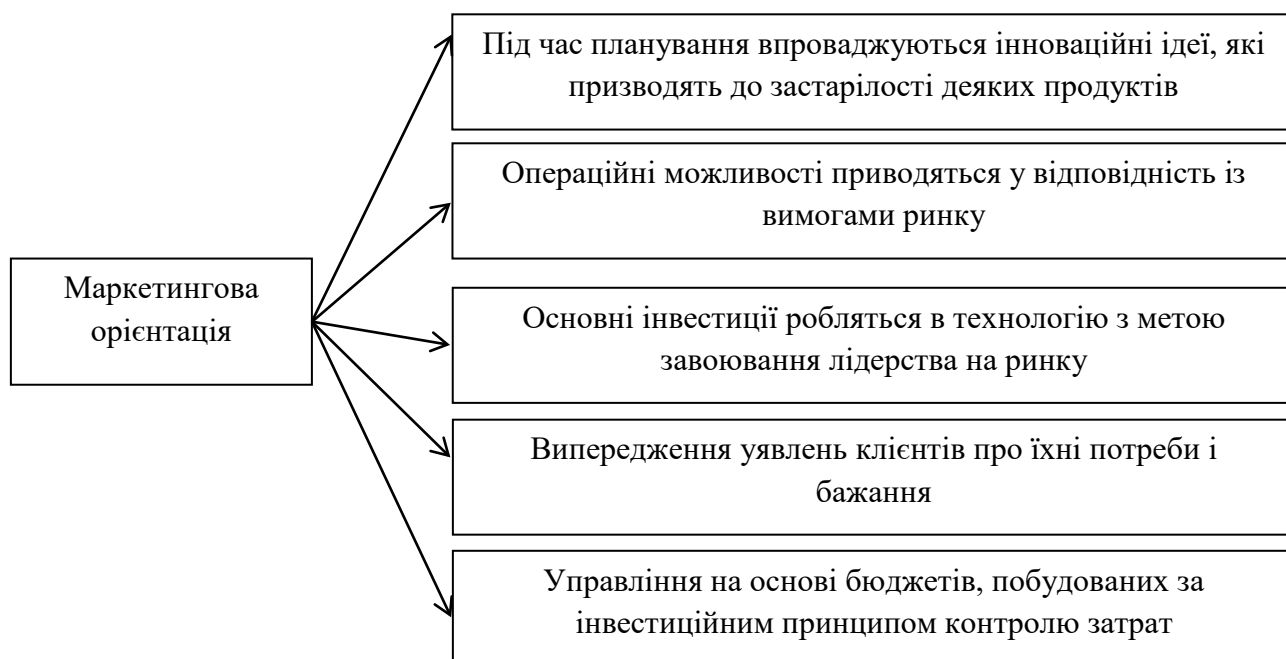 Під час планування впроваджуються інноваційні ідеї, які
призводять до застарілості деяких продуктів
Операційні можливості приводяться у відповідність із
вимогами ринку
Маркетингова
орієнтація
Основні інвестиції робляться в технологію з метою
завоювання лідерства на ринку
Випередження уявлень клієнтів про їхні потреби і
бажання
Управління на основі бюджетів, побудованих за
інвестиційним принципом контролю затрат